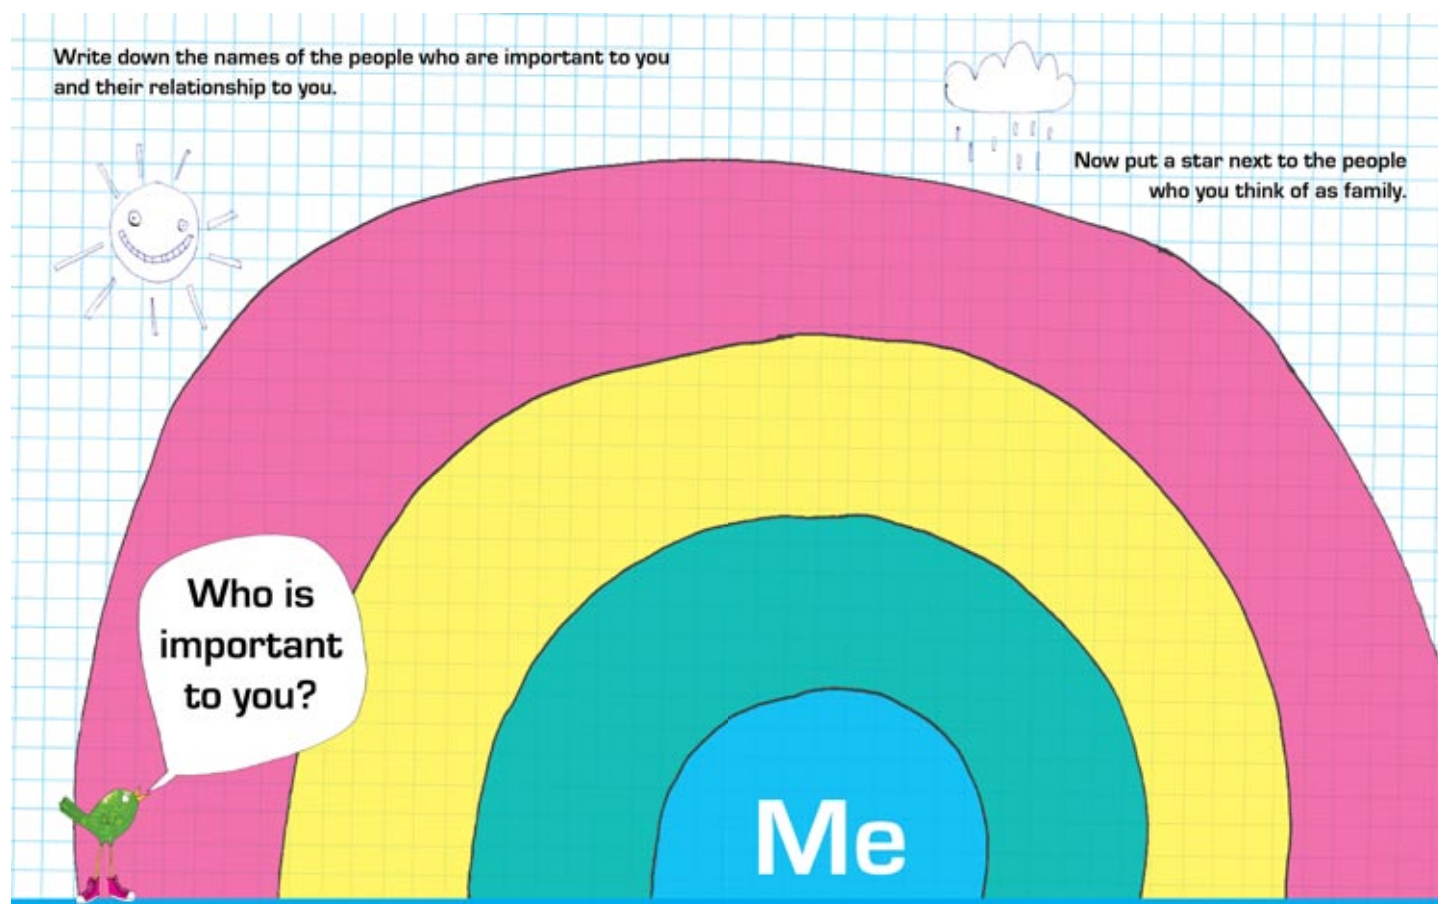 Write down the names of the people who are important to you
and their relationship to you.
Now put a star next to the people
who you think of as family.
Who is
important
to you?
Me